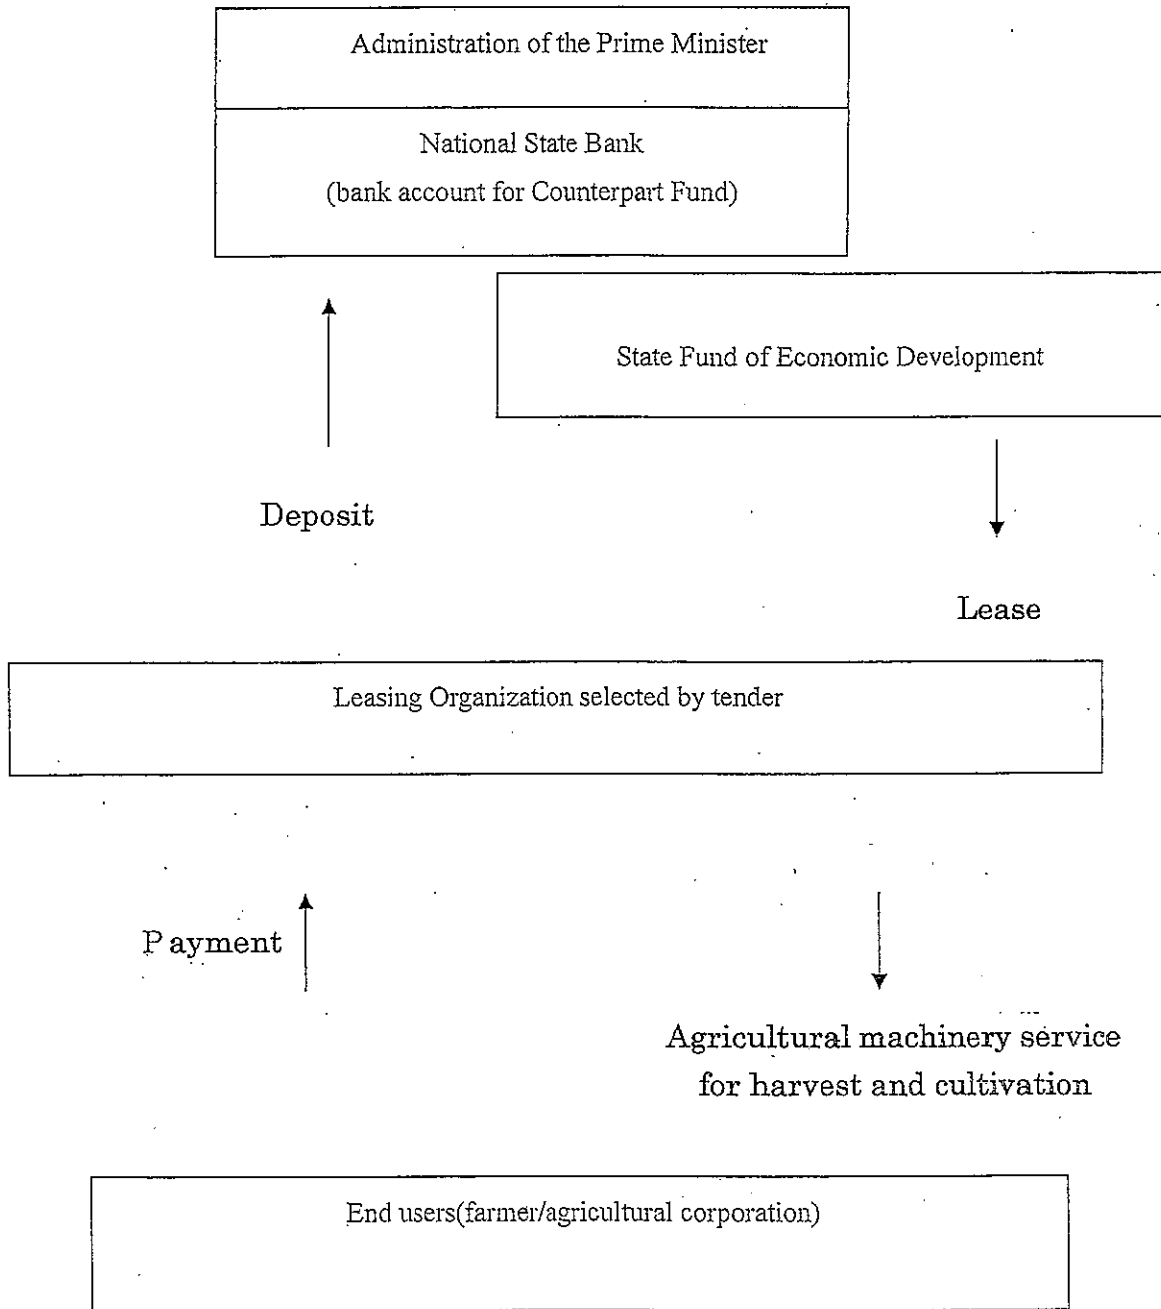 Administration of the Prime Minister
National State Bank
(bank account for Counterpart Fund)
State Fund of Economic Development
Deposit
Lease
Leasing Organization selected by tender
Payment
Agricultural machinery service
for harvest and cultivation
End users(farmer/agricultural corporation)